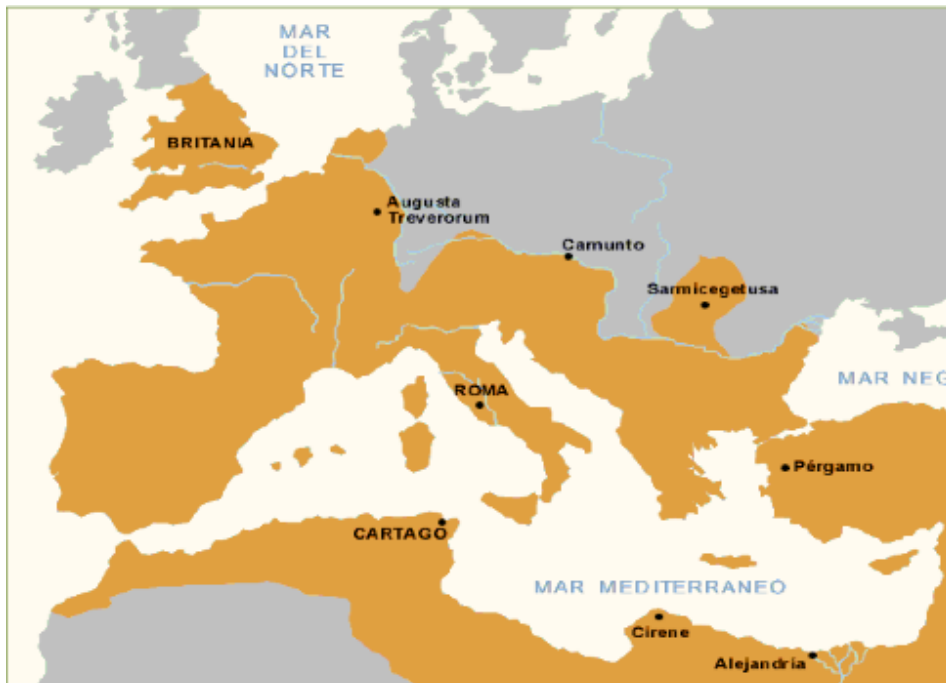 MAR
DEL
NORTE
BRITANIA
Augusta
Treverorum
Camunto
Sarmicegetusa
MAR NEG
ROMA
Pérgamo
CARTAGO
MAR MEDITERRANEO
Cirene
Alejandría